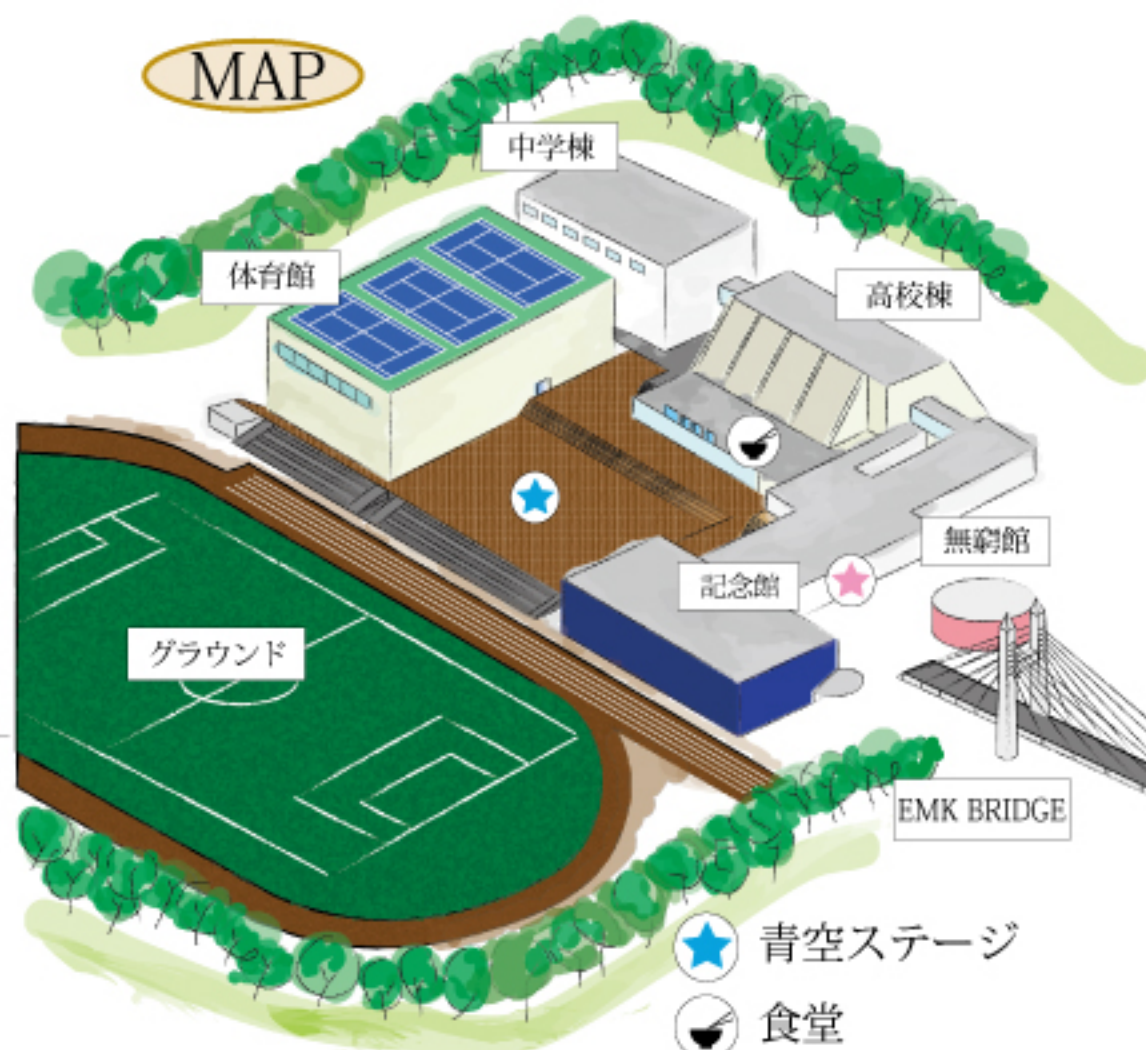 MAP
中学棟
体育館
高校棟
無窮館
記念館
グラウンド
EMK BRIDGE
青空ステージ
食堂